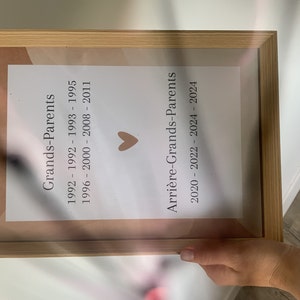 Grands-Parents
1992 - 1992 - 1993 - 1995
1996 - 2000 - 2008 - 2011
Arrière-Grands-Parents
2020 - 2022 - 2024 - 2024